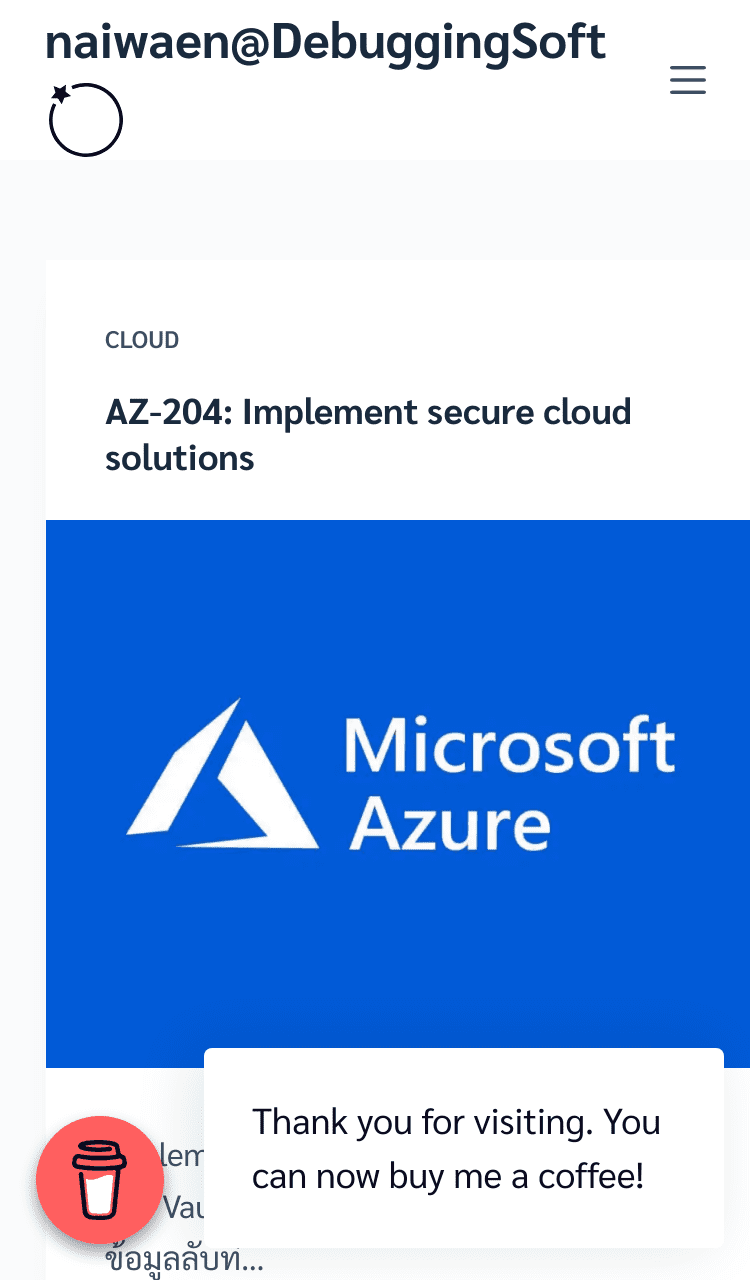 naiwaen@DebuggingSoft
CLOUD
AZ-204: Implement secure cloud
solutions
Microsoft
Azure
Thank you for visiting. You
can now buy me a coffee!